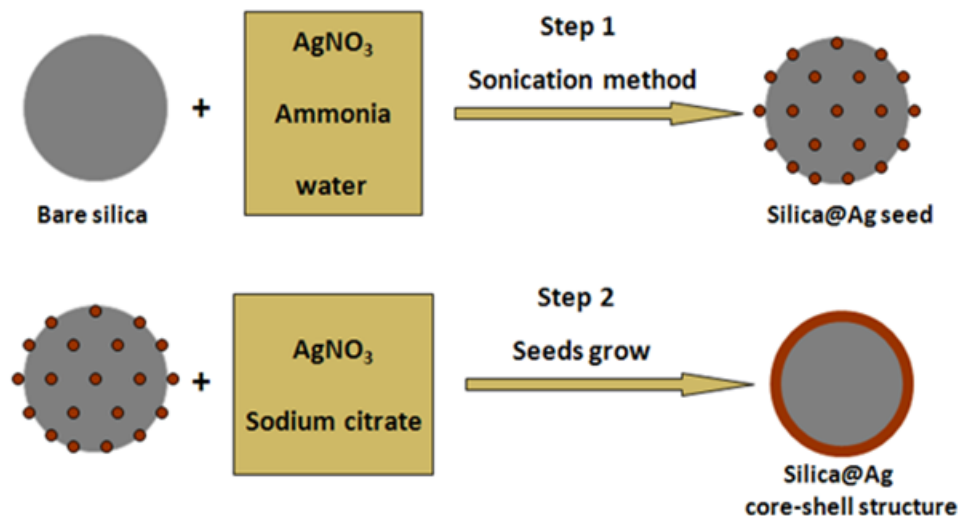 Bare silica
+
AgNO₃
Ammonia
water
Step 1
Sonication method
Silica@Ag seed
+
AgNO₃
Sodium citrate
Step 2
Seeds grow
Silica@Ag
core-shell structure